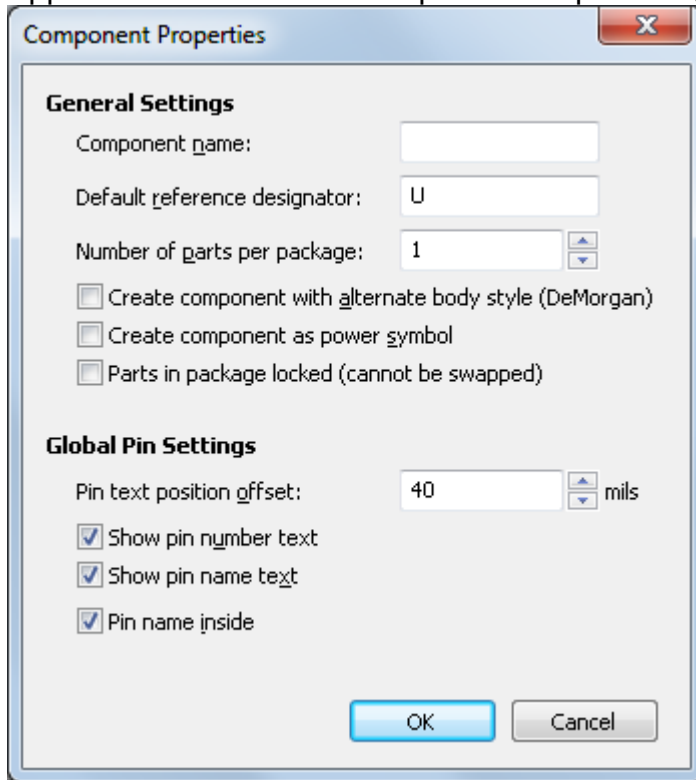 Component Properties
General Settings
Component name:
Default reference designator: U
Number of parts per package: 1
Create component with alternate body style (DeMorgan)
Create component as power symbol
Parts in package locked (cannot be swapped)
Global Pin Settings
Pin text position offset: 40 mils
Show pin number text
Show pin name text
Pin name inside
OK Cancel